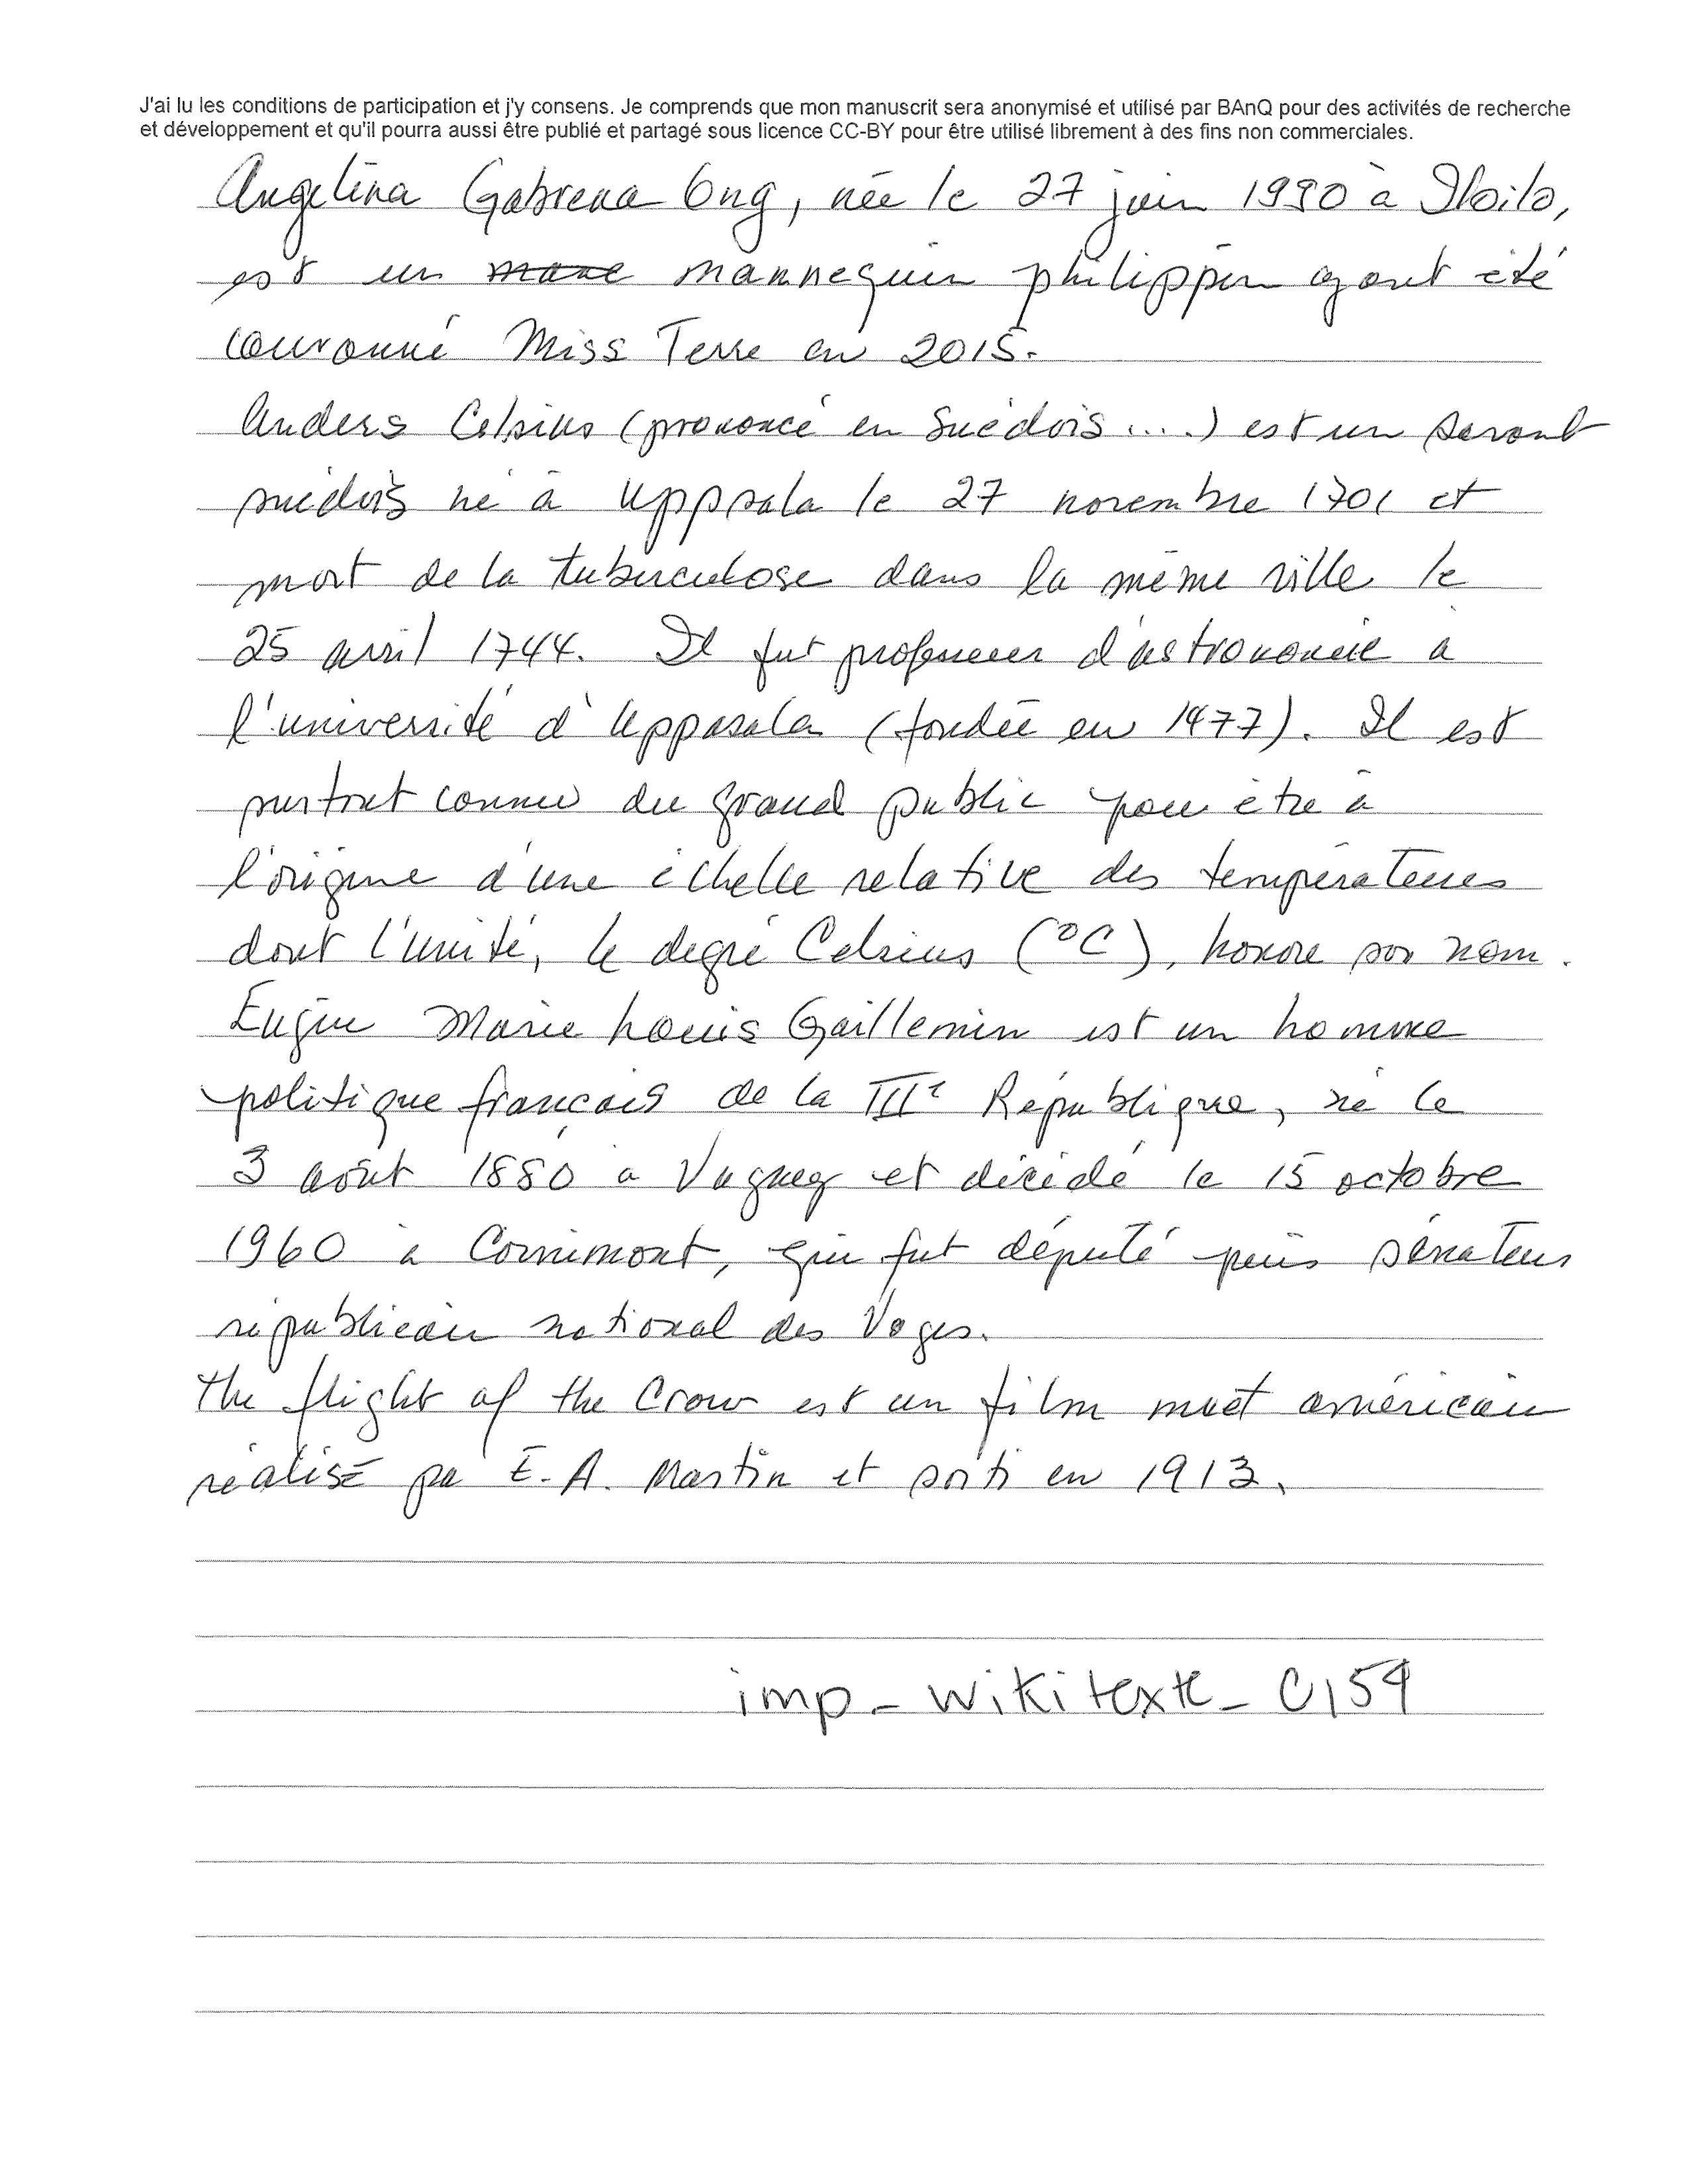 J'ai lu les conditions de participation et j'y consens. Je comprends que mon manuscrit sera anonymisé et utilisé par BAnQ pour des activités de recherche
et développement et qu'il pourra aussi être publié et partagé sous licence CC-BY pour être utilisé librement à des fins non commerciales.
Angelina Gabrena Ong, née le 27 juin 1990 à Iloilo,
est un mane mannequin philippin ayant été
couronné Miss Terre en 2015.
Anders Celsius (prononcé en suédois....) est un savant
suédois né à Uppsala le 27 novembre 1701 et
mort de la tuberculose dans la même ville le
25 avril 1744. Il fut professeur d'astronomie à
l'université d'Uppasala (fondée en 1477). Il est
surtout connu du grand public pour être à
l'origine d'une échelle relative des températures
dont l'unité, le degré Celsius (°C), honore son nom.
Eugène Marie Louis Gaillemin est un homme
politique français de la IIIe République, né le
3 août 1880 à Vagney et décédé le 15 octobre
1960 à Cornimont, qui fut député puis sénateur
républicain national des Voges.
The flight of the Crow est un film muet américain
réalisé pa E.A. Martin et sorti en 1913.
imp_wikitexte_0159